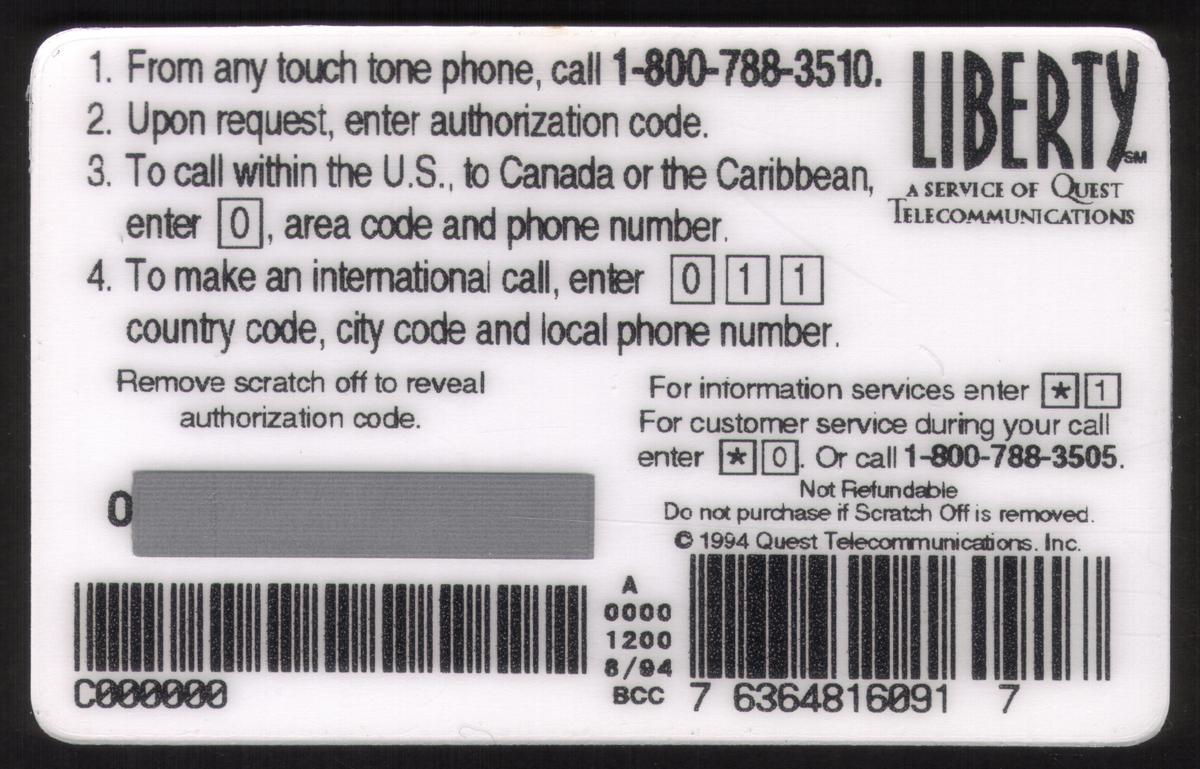 1. From any touch tone phone, call 1-800-788-3510.
2. Upon request, enter authorization code.
3. To call within the U.S., to Canada or the Caribbean,
enter 0, area code and phone number.
4. To make an international call, enter 0 1 1
country code, city code and local phone number.
LIBERTY SM
A SERVICE OF QUEST
TELECOMMUNICATIONS
Remove scratch off to reveal
authorization code.
0
For information services enter * 1
For customer service during your call
enter * 0. Or call 1-800-788-3505.
Not Refundable
Do not purchase if Scratch Off is removed.
© 1994 Quest Telecommunications, Inc.
C000000
A
0000
1200
8/94
BCC
7 6364816091 7